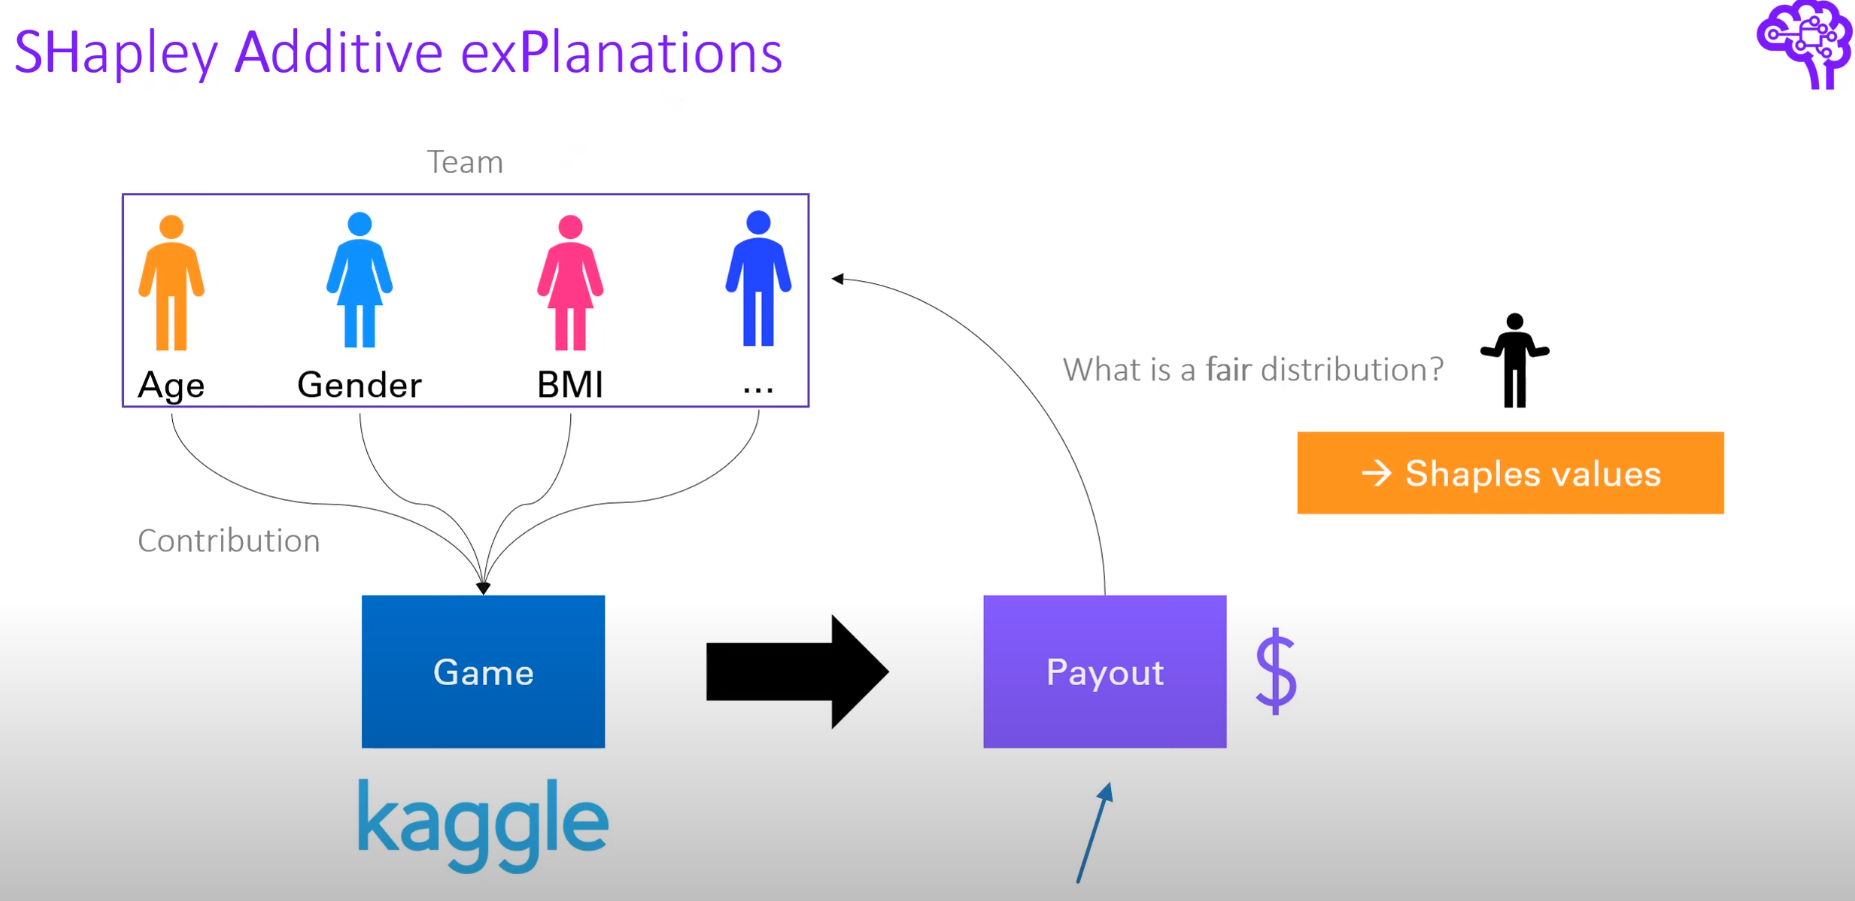 SHapley Additive exPlanations
Team
Age Gender BMI ...
What is a fair distribution?
→ Shaples values
Contribution
Game
Payout $
kaggle